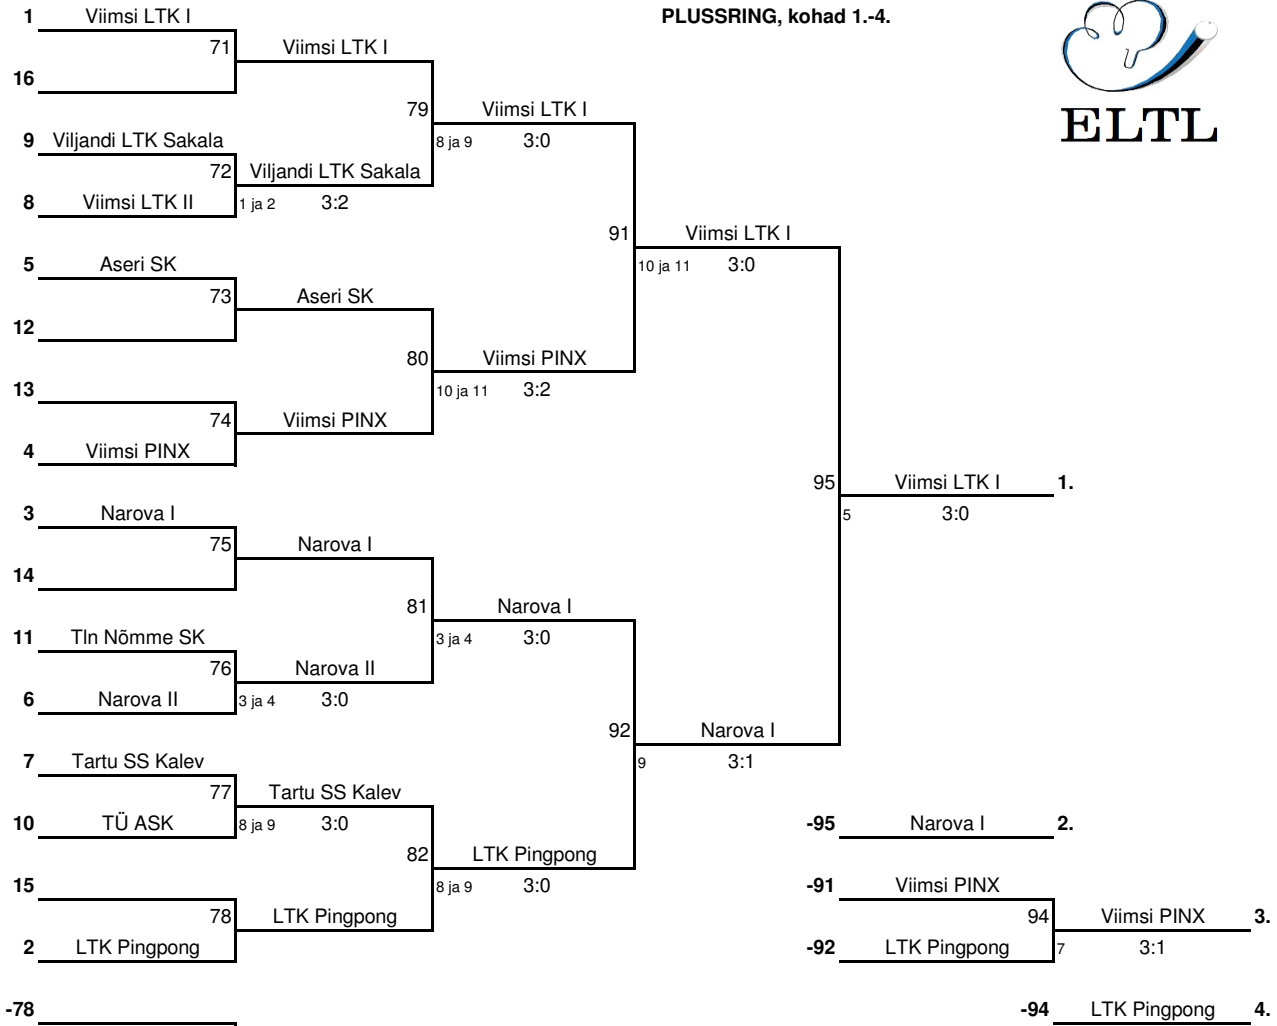 1 Viimsi LTK I PLUSSRING, kohad 1.-4.
71 Viimsi LTK I
16
79 Viimsi LTK I
ELTL
9 Viljandi LTK Sakala 8 ja 9 3:0
72 Viljandi LTK Sakala
8 Viimsi LTK II 1 ja 2 3:2
91 Viimsi LTK I
5 Aseri SK 10 ja 11 3:0
73 Aseri SK
12
80 Viimsi PINX
13 10 ja 11 3:2
74 Viimsi PINX
4 Viimsi PINX
95 Viimsi LTK I 1.
3 Narova I 5 3:0
75 Narova I
14
81 Narova I
11 Tln Nõmme SK 3 ja 4 3:0
76 Narova II
6 Narova II 3 ja 4 3:0
92 Narova I
7 Tartu SS Kalev 9 3:1
77 Tartu SS Kalev
10 TÜ ASK 8 ja 9 3:0 -95 Narova I 2.
82 LTK Pingpong
15 8 ja 9 3:0 -91 Viimsi PINX
78 LTK Pingpong 94 Viimsi PINX 3.
2 LTK Pingpong -92 LTK Pingpong 7 3:1
-78 -94 LTK Pingpong 4.